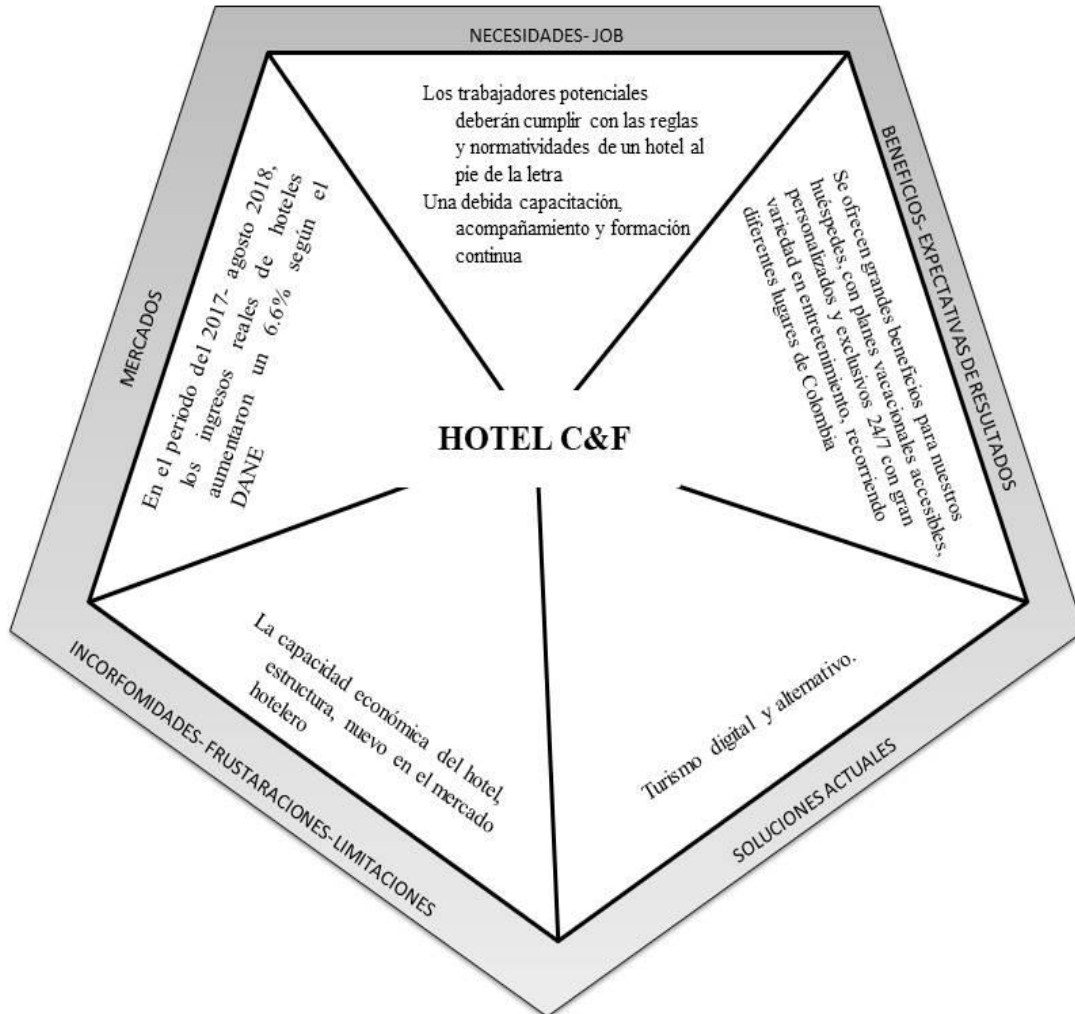 NECESIDADES- JOB
Los trabajadores potenciales
deberán cumplir con las reglas
y normatividades de un hotel al
pie de la letra
Una debida capacitación,
acompañamiento y formación
continua
BENEFICIOS- EXPECTATIVAS DE RESULTADOS
Se ofrecen grandes beneficios para nuestros
huéspedes, con planes vacacionales accesibles,
personalizados y exclusivos 24/7 con gran
variedad en entretenimiento, recorriendo
diferentes lugares de Colombia
MERCADOS
En el periodo del 2017- agosto 2018,
los ingresos reales de hoteles
aumentaron un 6.6% según el
DANE
HOTEL C&F
INCORFOMIDADES- FRUSTARACIONES-LIMITACIONES
La capacidad económica del hotel,
estructura, nuevo en el mercado
hotelero
SOLUCIONES ACTUALES
Turismo digital y alternativo.